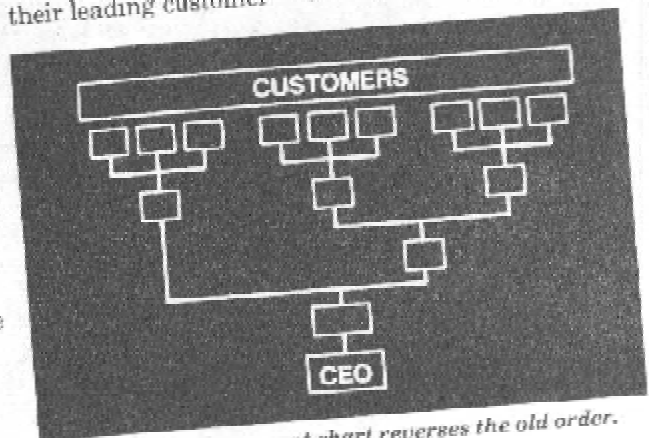 their leading customer
CUSTOMERS
CEO
chart reverses the old order.